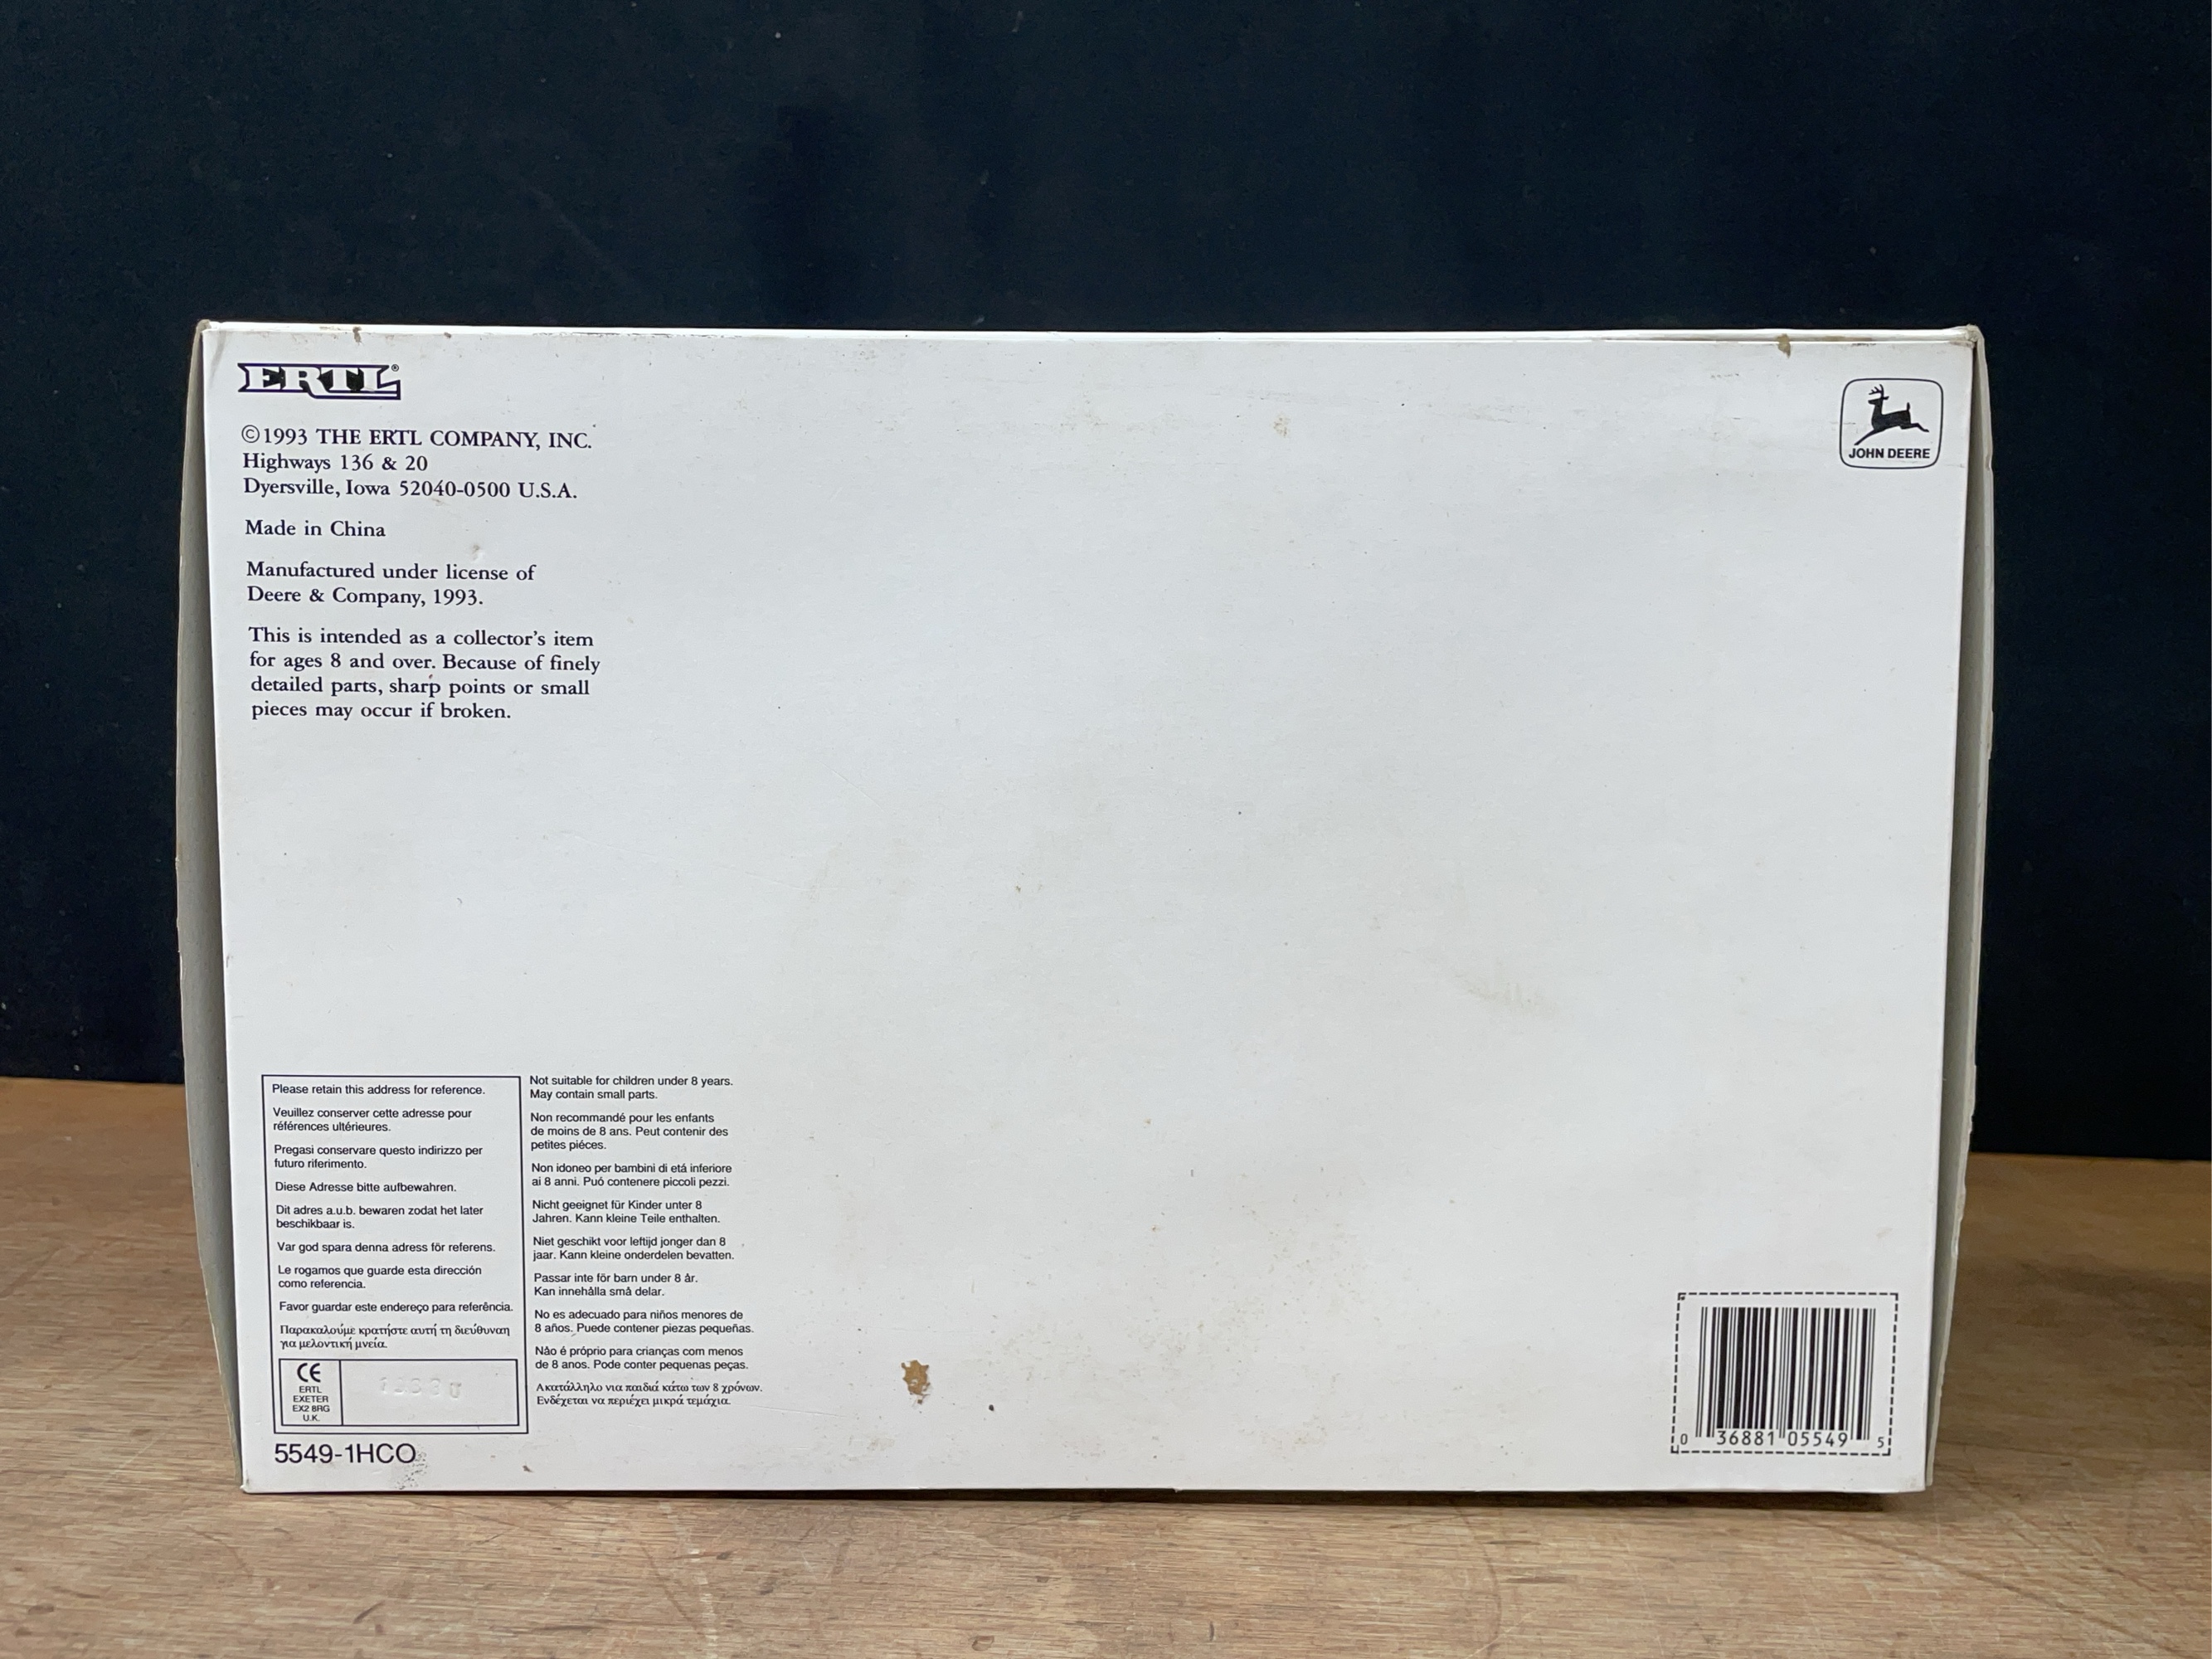 ERTL®
©1993 THE ERTL COMPANY, INC.
Highways 136 & 20
Dyersville, Iowa 52040-0500 U.S.A.
Made in China
Manufactured under license of
Deere & Company, 1993.
This is intended as a collector's item
for ages 8 and over. Because of finely
detailed parts, sharp points or small
pieces may occur if broken.
JOHN DEERE
Please retain this address for reference.
Veuillez conserver cette adresse pour
références ultérieures.
Pregasi conservare questo indirizzo per
futuro riferimento.
Diese Adresse bitte aufbewahren.
Dit adres a.u.b. bewaren zodat het later
beschikbaar is.
Var god spara denna adress för referens.
Le rogamos que guarde esta dirección
como referencia.
Favor guardar este endereço para referência.
Παρακαλούμε κρατήστε αυτή τη διεύθυναη
για μελοντική μνεία.
CE
ERTL
EXETER
EX2 8RG
U.K.
5549-1HCO
Not suitable for children under 8 years.
May contain small parts.
Non recommandé pour les enfants
de moins de 8 ans. Peut contenir des
petites piéces.
Non idoneo per bambini di etá inferiore
ai 8 anni. Puó contenere piccoli pezzi.
Nicht geeignet für Kinder unter 8
Jahren. Kann kleine Teile enthalten.
Niet geschikt voor leftijd jonger dan 8
jaar. Kann kleine onderdelen bevatten.
Passar inte för barn under 8 år.
Kan innehålla små delar.
No es adecuado para niños menores de
8 años. Puede contener piezas pequeñas.
Nâo é próprio para crianças com menos
de 8 anos. Pode conter pequenas peças.
Ακατάλληλο νια παιδιά κάτω των 8 χρόνων.
Ενδέχεται να περιέχει μικρά τεμάχια.
0 36881 05549 5